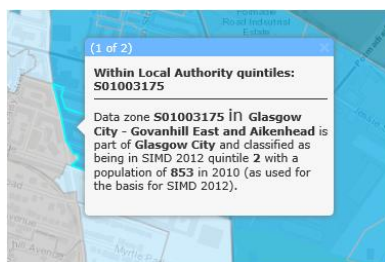 Road Industrial
Estate
(1 of 2)
Within Local Authority quintiles:
S01003175
Data zone S01003175 in Glasgow
City - Govanhill East and Aikenhead is
part of Glasgow City and classified as
being in SIMD 2012 quintile 2 with a
population of 853 in 2010 (as used for
the basis for SIMD 2012).
Myrtle Pa